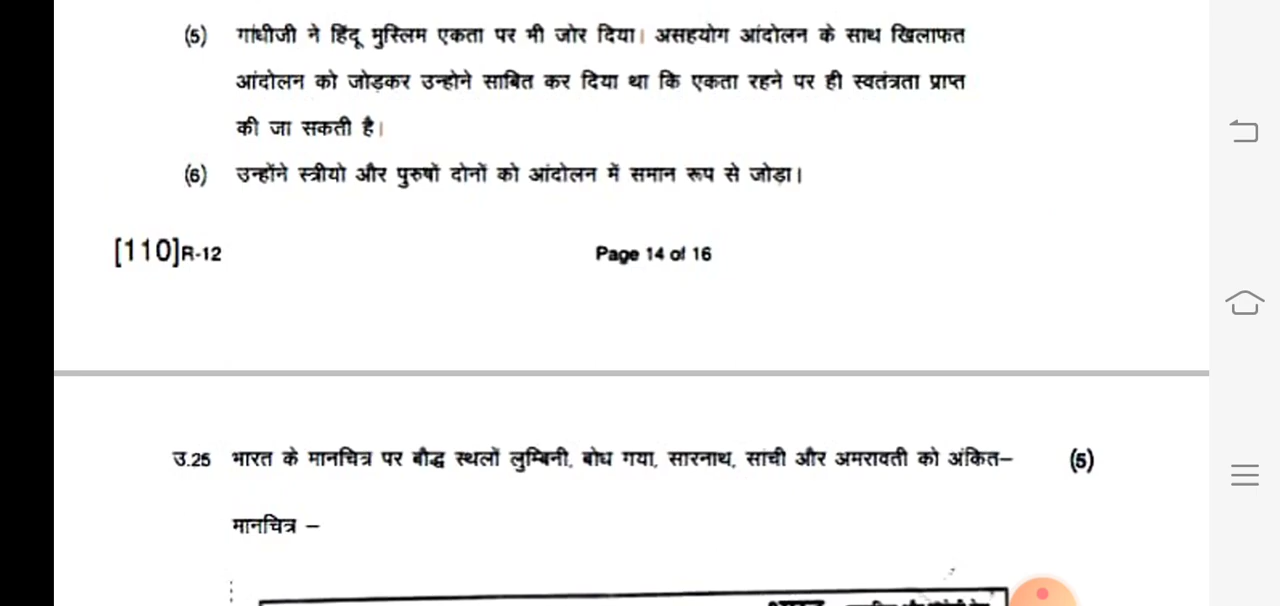 (5) गांधीजी ने हिंदू मुस्लिम एकता पर भी जोर दिया। असहयोग आंदोलन के साथ खिलाफत
आंदोलन को जोड़कर उन्होने साबित कर दिया था कि एकता रहने पर ही स्वतंत्रता प्राप्त
की जा सकती है।
(6) उन्होंने स्त्रीयो और पुरुषों दोनों को आंदोलन में समान रूप से जोड़ा।
[110]R-12 Page 14 of 16
उ.25 भारत के मानचित्र पर बौद्ध स्थलों लुम्बिनी, बोध गया, सारनाथ, सांची और अमरावती को अंकित– (5)
मानचित्र –